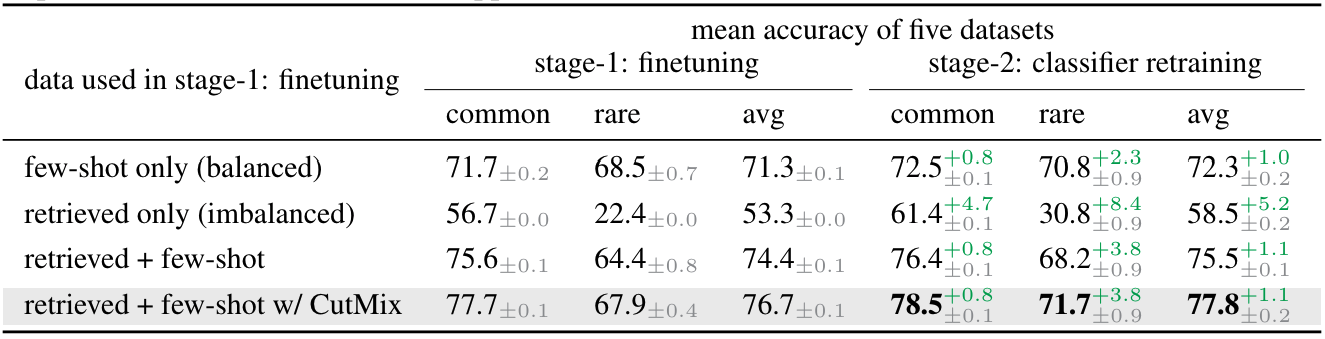 mean accuracy of five datasets
data used in stage-1: finetuning stage-1: finetuning stage-2: classifier retraining
common rare avg common rare avg
few-shot only (balanced) 71.7±0.2 68.5±0.7 71.3±0.1 72.5+0.8±0.1 70.8+2.3±0.9 72.3+1.0±0.2
retrieved only (imbalanced) 56.7±0.0 22.4±0.0 53.3±0.0 61.4+4.7±0.1 30.8+8.4±0.9 58.5+5.2±0.2
retrieved + few-shot 75.6±0.1 64.4±0.8 74.4±0.1 76.4+0.8±0.1 68.2+3.8±0.9 75.5+1.1±0.1
retrieved + few-shot w/ CutMix 77.7±0.1 67.9±0.4 76.7±0.1 78.5+0.8±0.1 71.7+3.8±0.9 77.8+1.1±0.2